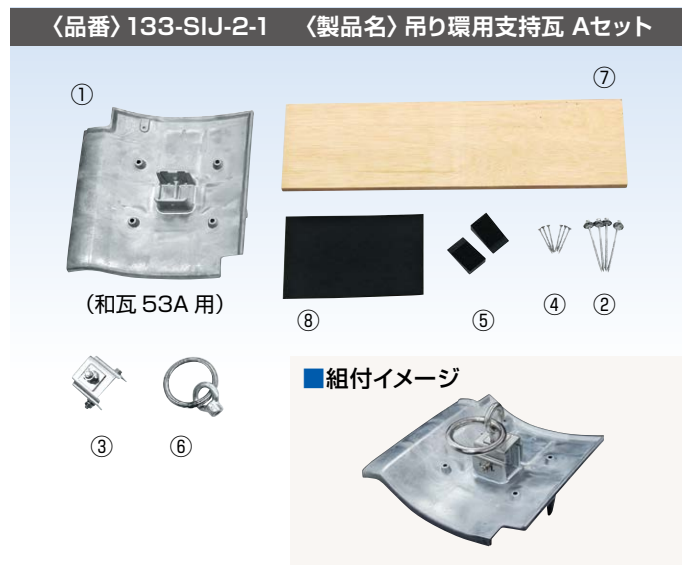 〈品番〉133-SIJ-2-1 〈製品名〉吊り環用支持瓦 Aセット
①
⑦
(和瓦 53A 用)
⑧
⑤
④
②
③
⑥
■組付イメージ